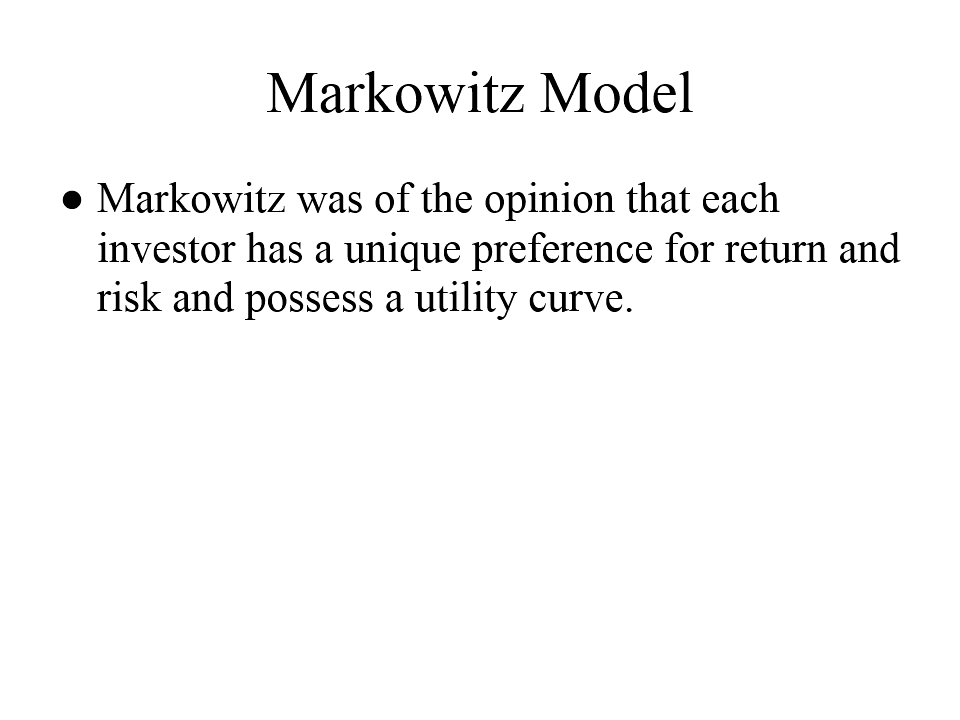 Markowitz Model
● Markowitz was of the opinion that each
investor has a unique preference for return and
risk and possess a utility curve.